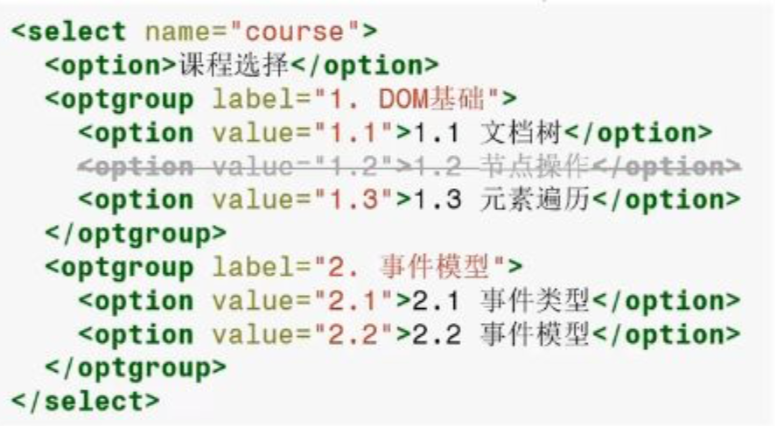 <select name="course">
<option>课程选择</option>
<optgroup label="1. DOM基础">
<option value="1.1">1.1 文档树</option>
<option value="1.2">1.2 节点操作</option>
<option value="1.3">1.3 元素遍历</option>
</optgroup>
<optgroup label="2. 事件模型">
<option value="2.1">2.1 事件类型</option>
<option value="2.2">2.2 事件模型</option>
</optgroup>
</select>